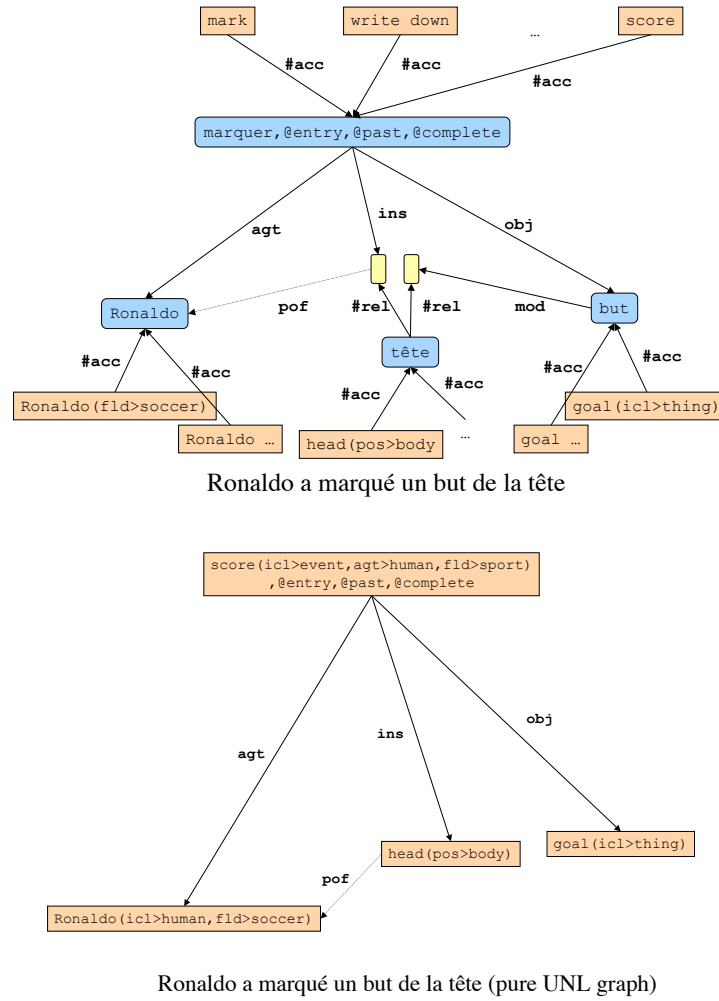 mark
write down
…
score
#acc
#acc
#acc
marquer,@entry,@past,@complete
agt
ins
obj
Ronaldo
pof
#rel
#rel
mod
but
tête
#acc
#acc
#acc
#acc
#acc
#acc
Ronaldo(fld>soccer)
Ronaldo …
head(pos>body
…
goal …
goal(icl>thing)
Ronaldo a marqué un but de la tête
score(icl>event,agt>human,fld>sport)
,@entry,@past,@complete
agt
ins
obj
goal(icl>thing)
head(pos>body)
pof
Ronaldo(icl>human,fld>soccer)
Ronaldo a marqué un but de la tête (pure UNL graph)